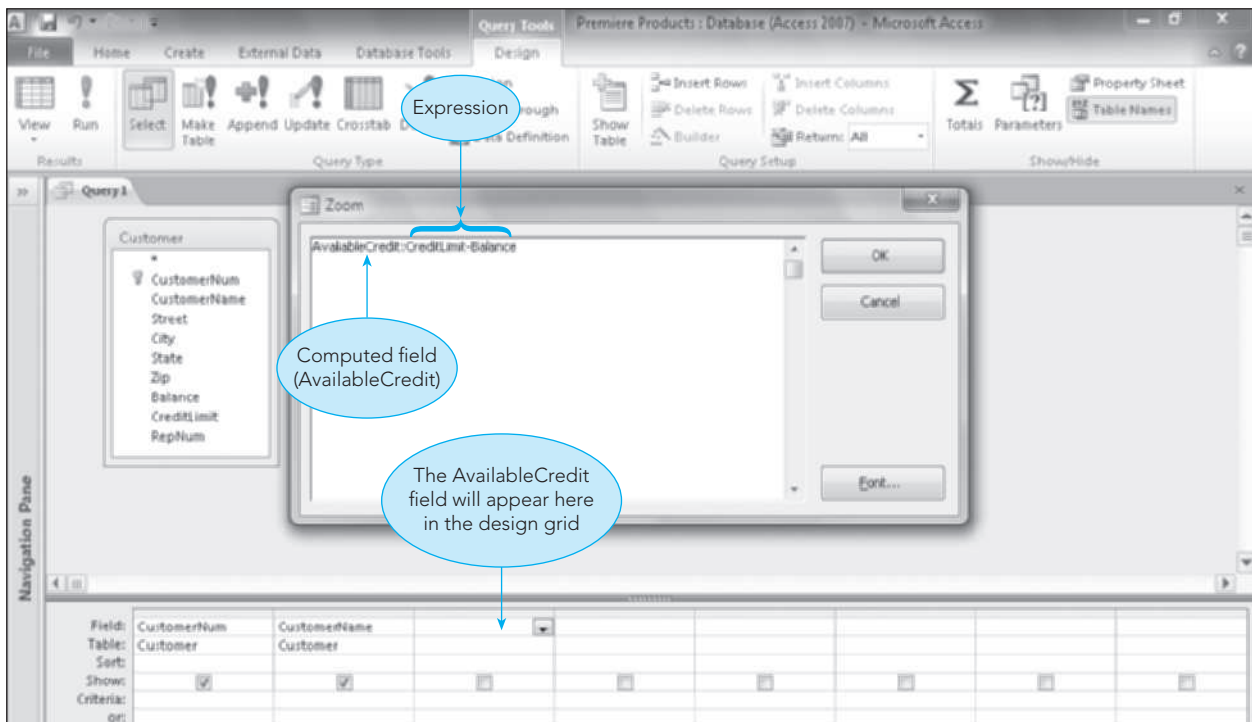 Query Tools
Premiere Products : Database (Access 2007) - Microsoft Access
File Home Create External Data Database Tools Design
View
Run
Select
Make Table
Append
Update
Crosstab
Show Table
Insert Rows
Delete Rows
Builder
Insert Columns
Delete Columns
Return: All
Totals
Parameters
Property Sheet
Table Names
Data Definition
Results
Query Type
Query Setup
Show/Hide
Expression
Query1
Customer
*
CustomerNum
CustomerName
Street
City
State
Zip
Balance
CreditLimit
RepNum
Zoom
AvailableCredit:CreditLimit-Balance
OK
Cancel
Font...
Computed field
(AvailableCredit)
The AvailableCredit
field will appear here
in the design grid
Navigation Pane
Field: CustomerNum CustomerName
Table: Customer Customer
Sort:
Show:
Criteria:
or: